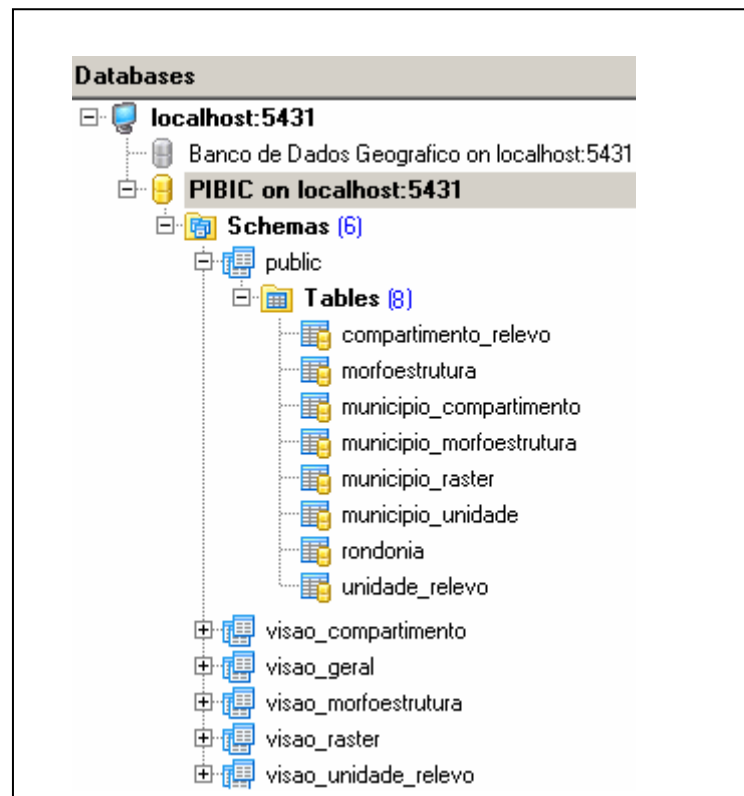 Databases
localhost:5431
Banco de Dados Geografico on localhost:5431
PIBIC on localhost:5431
Schemas (6)
public
Tables (8)
compartimento_relevo
morfoestrutura
municipio_compartimento
municipio_morfoestrutura
municipio_raster
municipio_unidade
rondonia
unidade_relevo
visao_compartimento
visao_geral
visao_morfoestrutura
visao_raster
visao_unidade_relevo